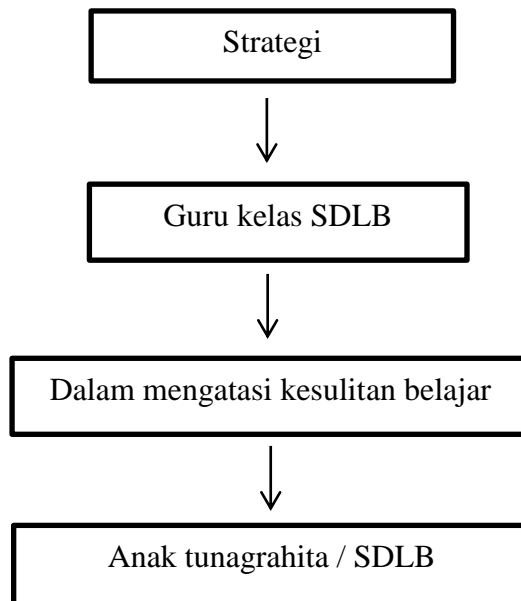 Strategi
Guru kelas SDLB
Dalam mengatasi kesulitan belajar
Anak tunagrahita / SDLB